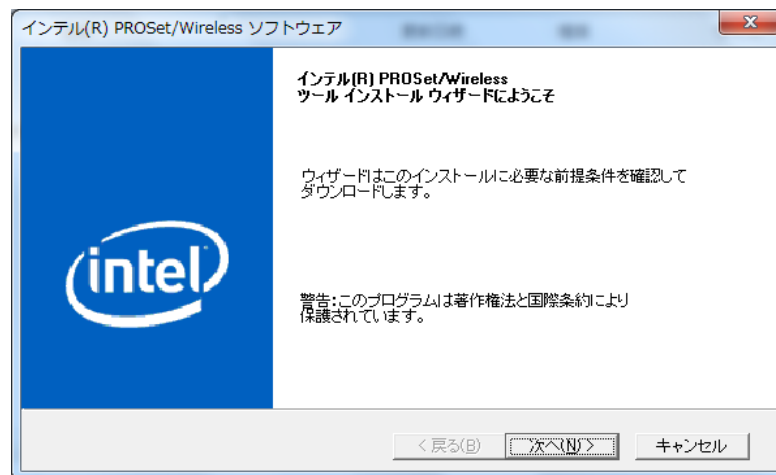 インテル(R) PROSet/Wireless ソフトウェア
インテル(R) PROSet/Wireless
ツール インストール ウィザードにようこそ
ウィザードはこのインストールに必要な前提条件を確認して
ダウンロードします。
intel
警告:このプログラムは著作権法と国際条約により
保護されています。
< 戻る(B)
次へ(N) >
キャンセル